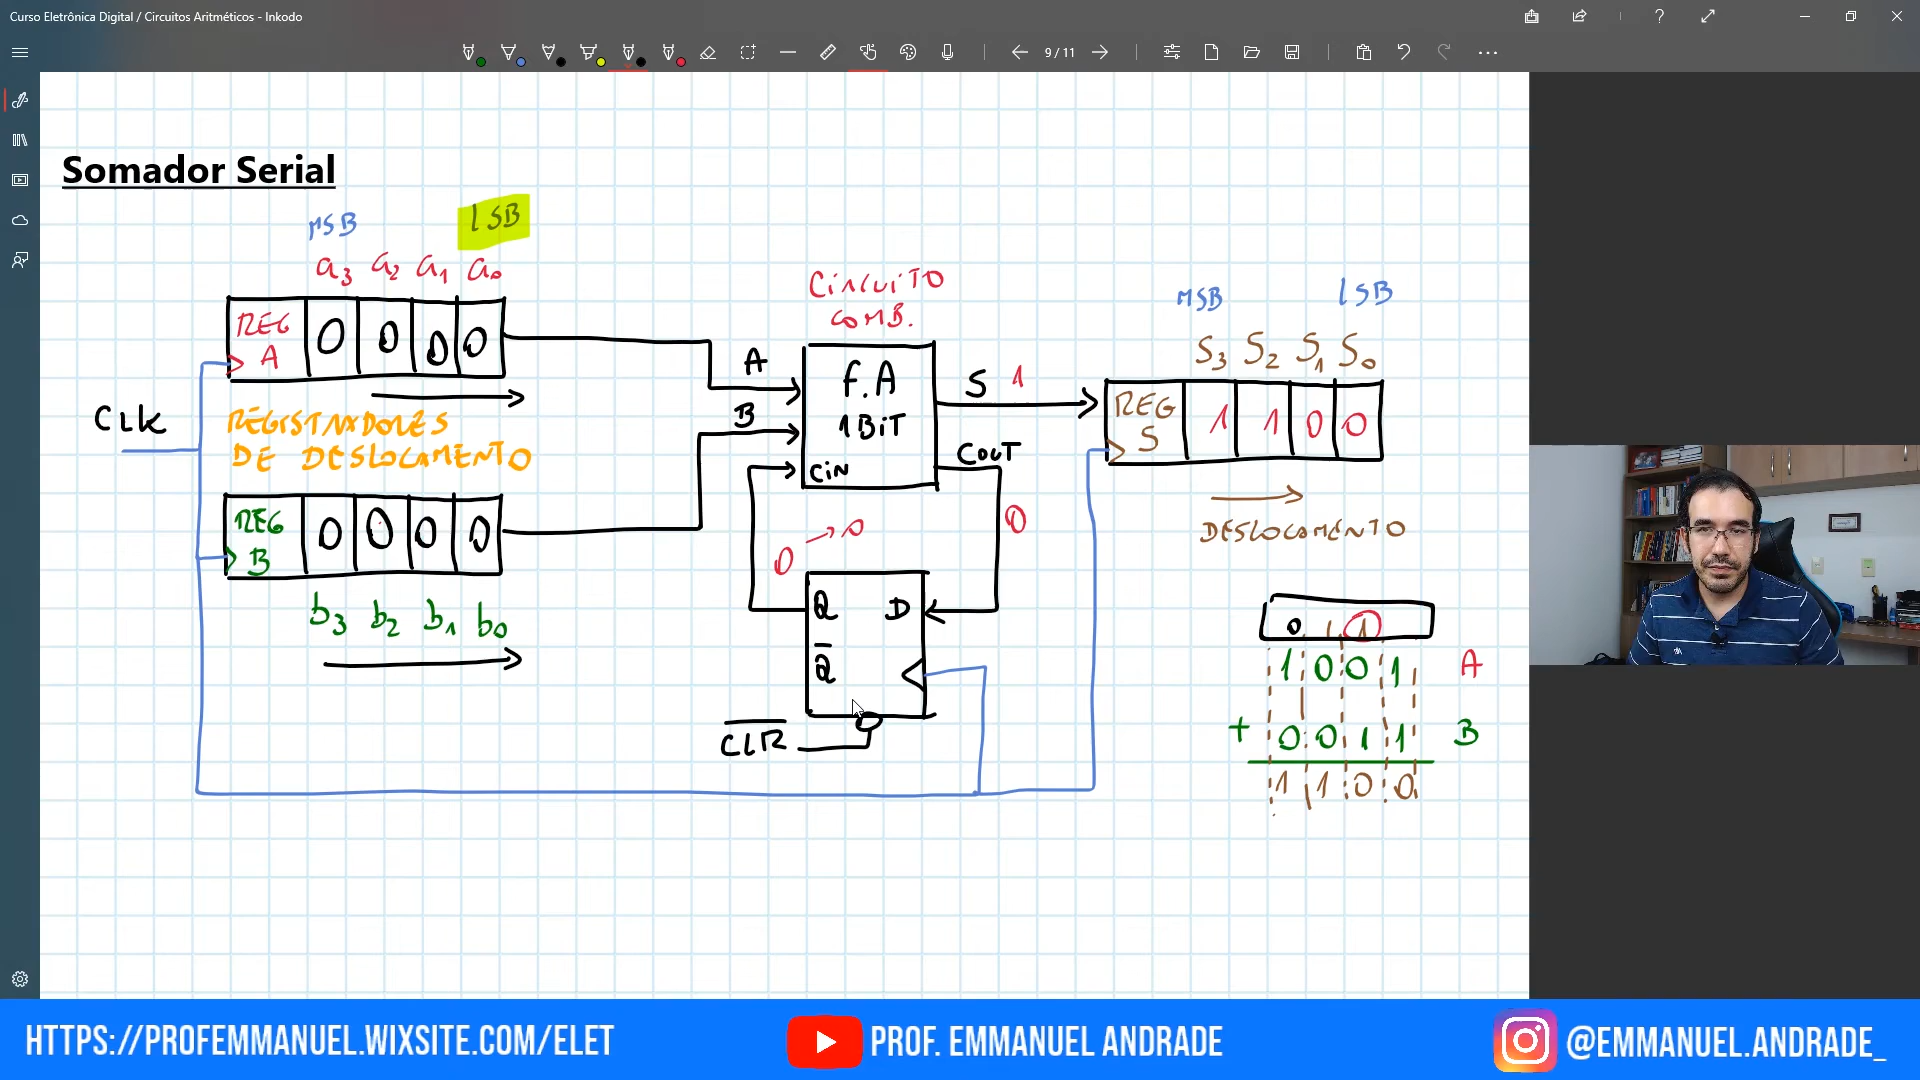 Curso Eletrônica Digital / Circuitos Aritméticos - Inkodo
9 / 11
Somador Serial
MSB
LSB
a3 a2 a1 a0
REG
A
0 0 0 0
CLK
REGISTRADORES
DE DESLOCAMENTO
REG
B
0 0 0 0
b3 b2 b1 b0
CIRCUITO
COMB.
A
B
F.A
1 BIT
CIN
S 1
COUT
0
0 → 0
Q D
Q̅
C̅L̅R̅
MSB
LSB
S3 S2 S1 S0
REG
S
1 1 0 0
DESLOCAMENTO
0 1 1
1 0 0 1 A
+ 0 0 1 1 B
1 1 0 0
HTTPS://PROFEMMANUEL.WIXSITE.COM/ELET
PROF. EMMANUEL ANDRADE
@EMMANUEL.ANDRADE_